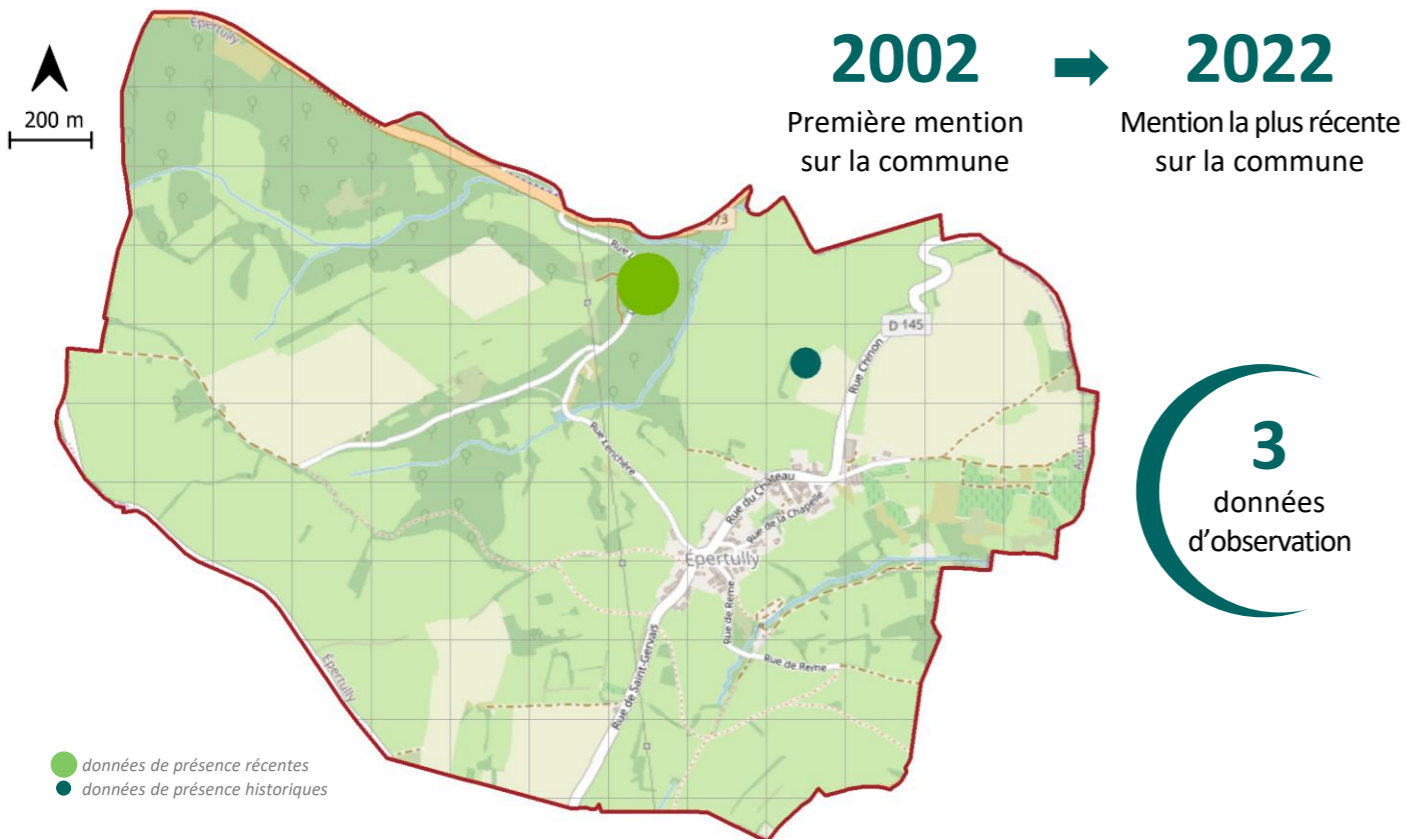 2002
Première mention
sur la commune
2022
Mention la plus récente
sur la commune
200 m
Épertully
D 145
Rue Chinon
Rue Lenchère
Autun
Rue du Château
Rue de la Chapelle
Épertully
Rue de Reme
Rue de Reme
Rue de Saint-Gervais
Épertully
3
données
d’observation
données de présence récentes
données de présence historiques